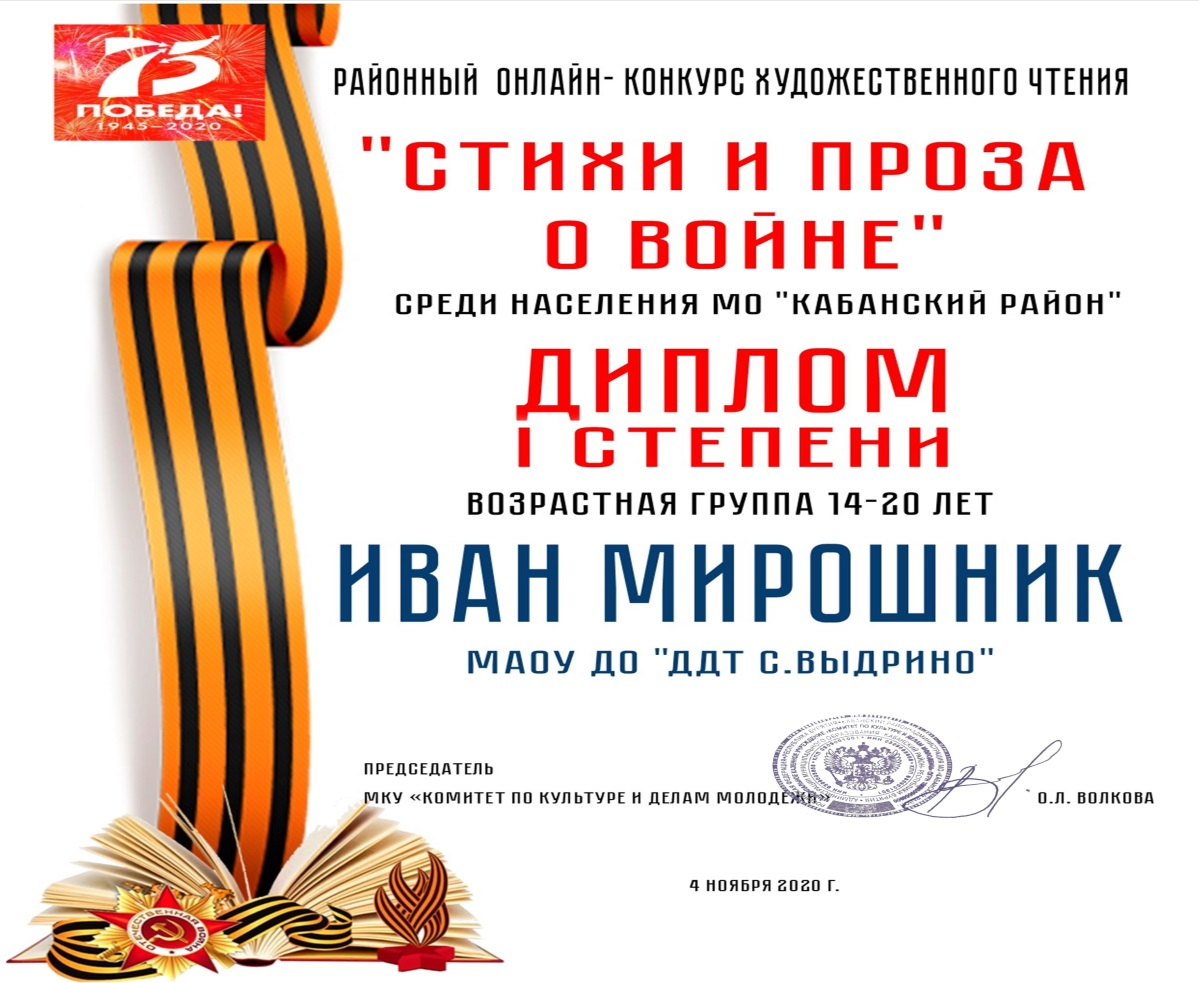 75
ПОБЕДА!
1945–2020
РАЙОННЫЙ ОНЛАЙН- КОНКУРС ХУДОЖЕСТВЕННОГО ЧТЕНИЯ
"СТИХИ И ПРОЗА
О ВОЙНЕ"
СРЕДИ НАСЕЛЕНИЯ МО "КАБАНСКИЙ РАЙОН"
ДИПЛОМ
I СТЕПЕНИ
ВОЗРАСТНАЯ ГРУППА 14-20 ЛЕТ
ИВАН МИРОШНИК
МАОУ ДО "ДДТ С.ВЫДРИНО"
ПРЕДСЕДАТЕЛЬ
МКУ «КОМИТЕТ ПО КУЛЬТУРЕ И ДЕЛАМ МОЛОДЕЖИ» О.Л. ВОЛКОВА
4 НОЯБРЯ 2020 Г.
ОТЕЧЕСТВЕННАЯ ВОЙНА